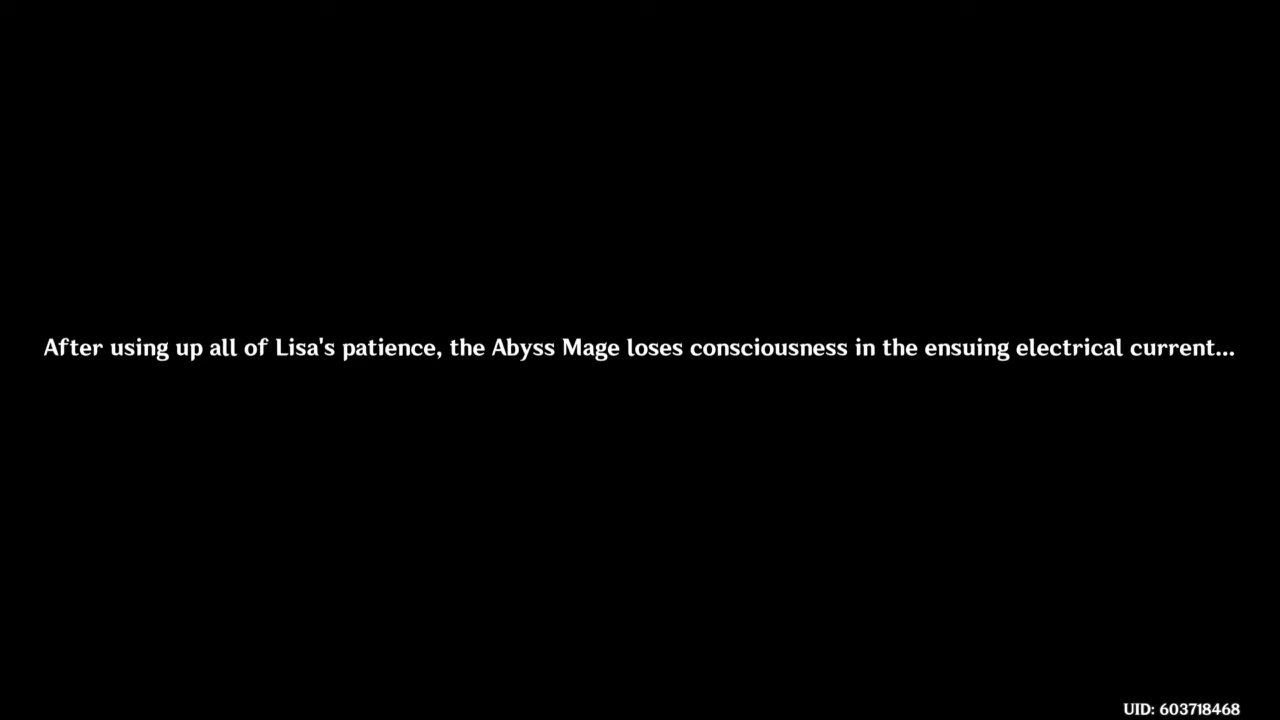 After using up all of Lisa's patience, the Abyss Mage loses consciousness in the ensuing electrical current...
UID: 603718468